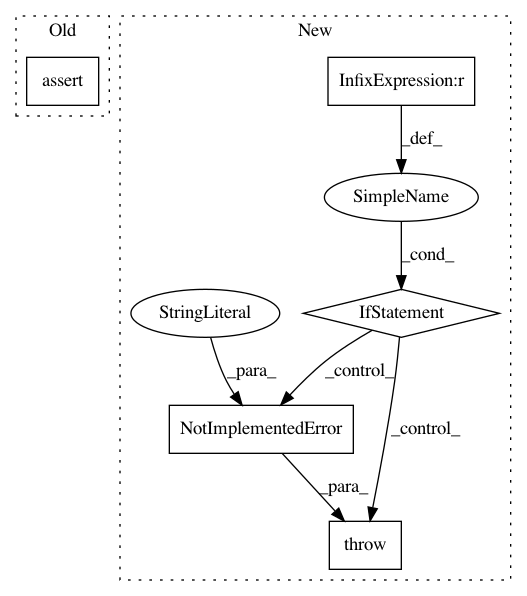 Old
New
assert
InfixExpression:r
_def_
SimpleName
_cond_
StringLiteral
IfStatement
_para_
_control_
NotImplementedError
_control_
_para_
throw